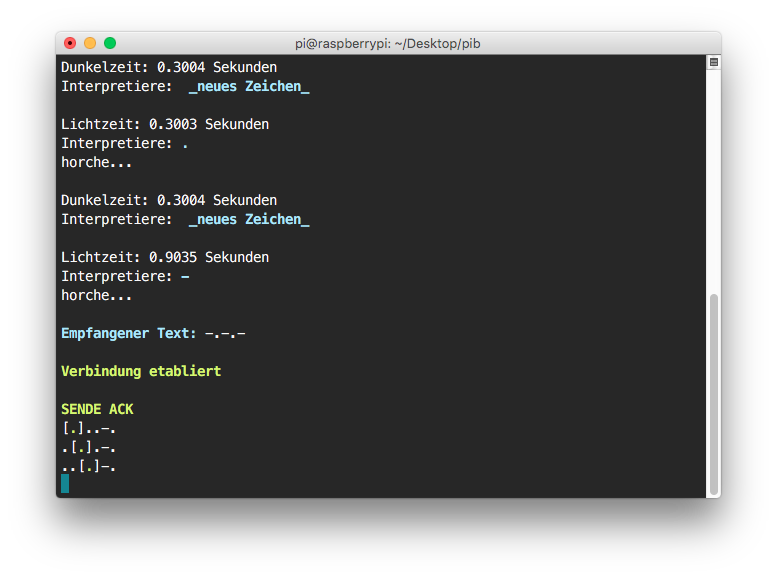 pi@raspberrypi: ~/Desktop/pib
Dunkelzeit: 0.3004 Sekunden
Interpretiere:  _neues Zeichen_
Lichtzeit: 0.3003 Sekunden
Interpretiere: .
horche...
Dunkelzeit: 0.3004 Sekunden
Interpretiere:  _neues Zeichen_
Lichtzeit: 0.9035 Sekunden
Interpretiere: -
horche...
Empfangener Text: -.-.-
Verbindung etabliert
SENDE ACK
[.]..-.
.[.].-.
..[.]-.